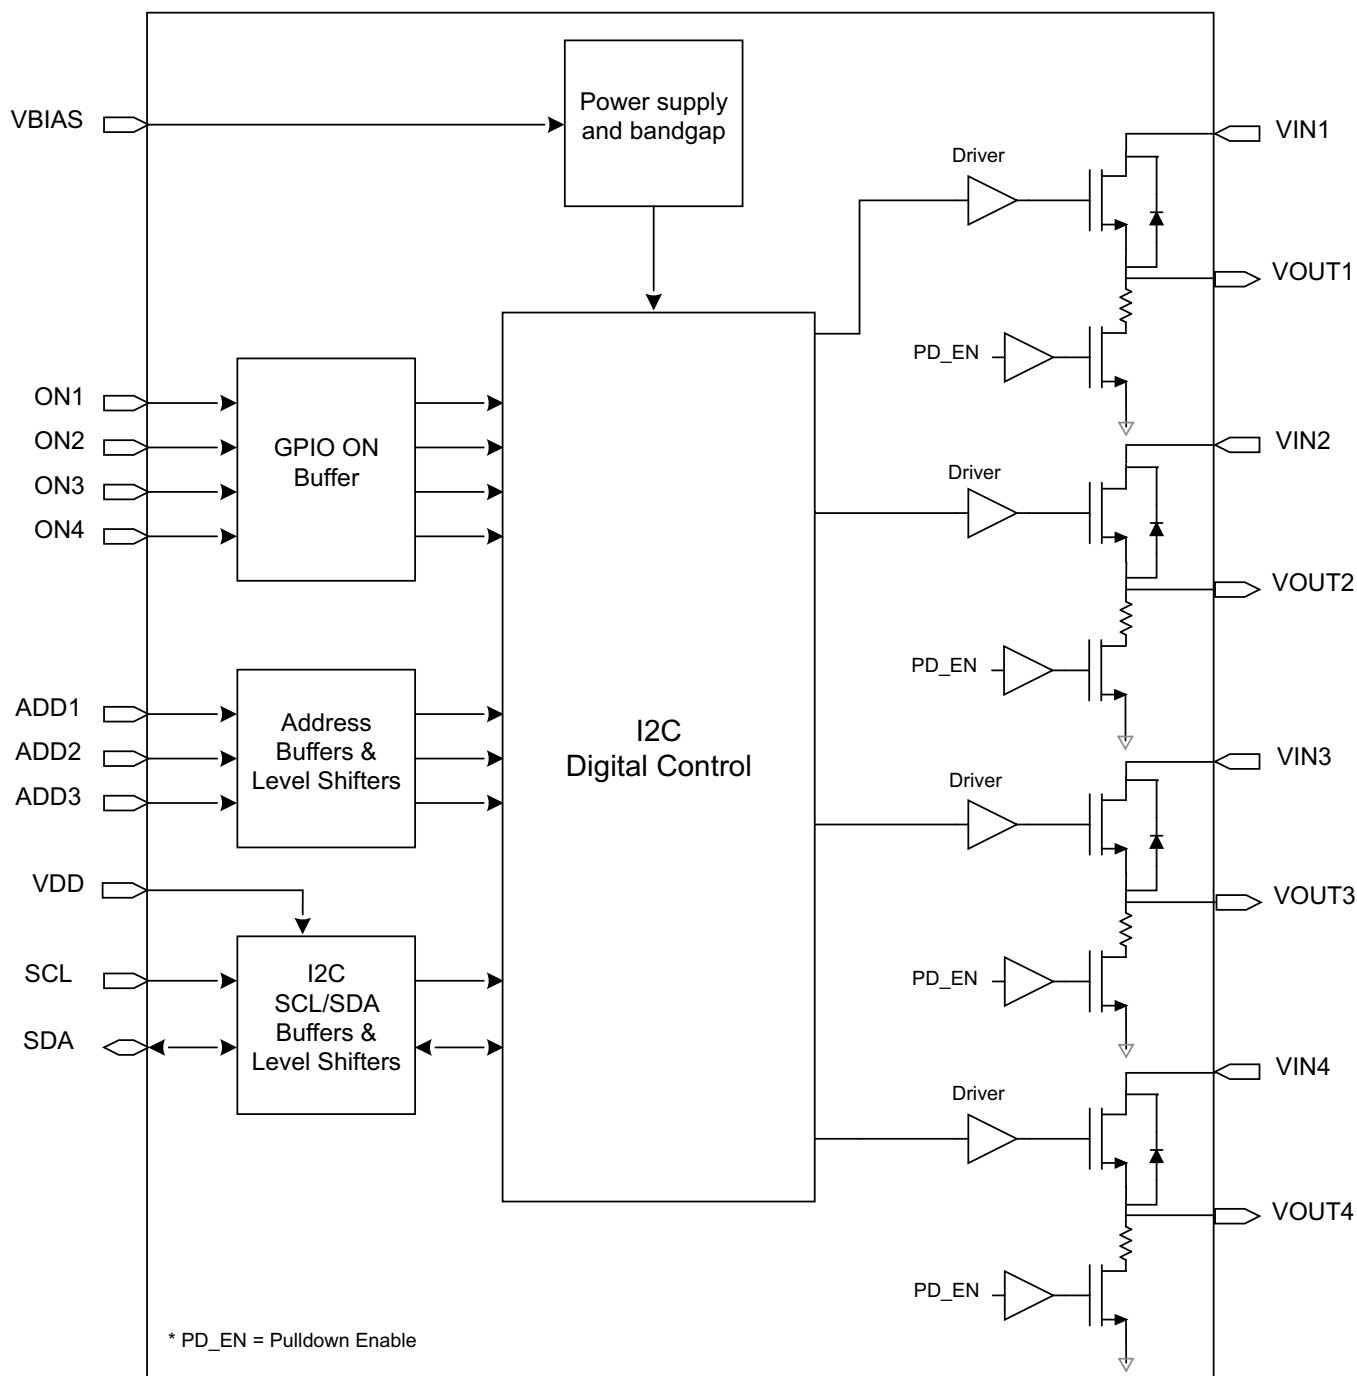 VBIAS
Power supply
and bandgap
VIN1
Driver
VOUT1
PD_EN
ON1
ON2
ON3
ON4
GPIO ON
Buffer
VIN2
Driver
VOUT2
PD_EN
ADD1
ADD2
ADD3
Address
Buffers &
Level Shifters
I2C
Digital Control
VIN3
Driver
VOUT3
PD_EN
VDD
SCL
SDA
I2C
SCL/SDA
Buffers &
Level Shifters
VIN4
Driver
VOUT4
PD_EN
* PD_EN = Pulldown Enable